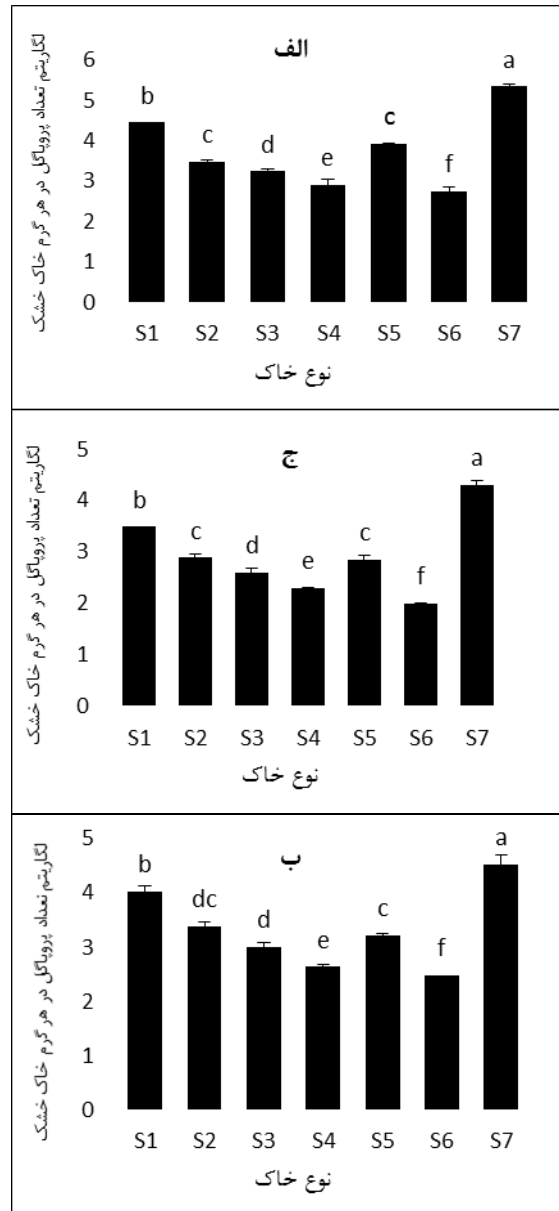 لگاریتم تعداد پروپاگل در هر گرم خاک خشک
الف
6
5
4
3
2
1
0
b
c
d
e
c
f
a
S1 S2 S3 S4 S5 S6 S7
نوع خاک
لگاریتم تعداد پروپاگل در هر گرم خاک خشک
ج
5
4
3
2
1
0
b
c
d
e
c
f
a
S1 S2 S3 S4 S5 S6 S7
نوع خاک
لگاریتم تعداد پروپاگل در هر گرم خاک خشک
ب
5
4
3
2
1
0
b
dc
d
e
c
f
a
S1 S2 S3 S4 S5 S6 S7
نوع خاک